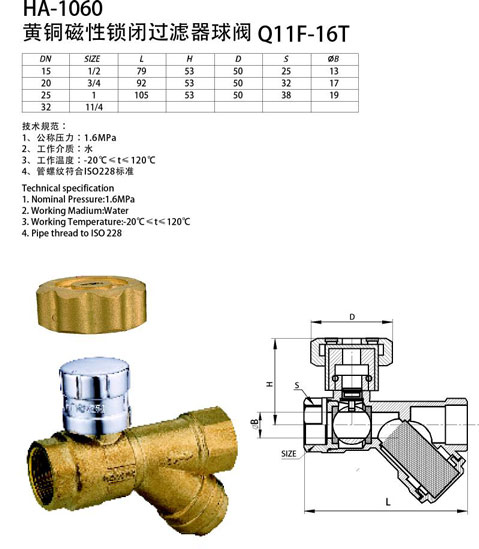 HA-1060
黄铜磁性锁闭过滤器球阀 Q11F-16T
DN SIZE L H D S ØB
15 1/2 79 53 50 25 13
20 3/4 92 53 50 32 17
25 1 105 53 50 38 19
32 11/4
技术规范：
1、公称压力：1.6MPa
2、工作介质：水
3、工作温度：-20℃≤t≤120℃
4、管螺纹符合ISO228标准
Technical specification
1. Nominal Pressure:1.6MPa
2. Working Madium:Water
3. Working Temperature:-20℃≤t≤120℃
4. Pipe thread to ISO 228
D
H
S
ØB
SIZE
L